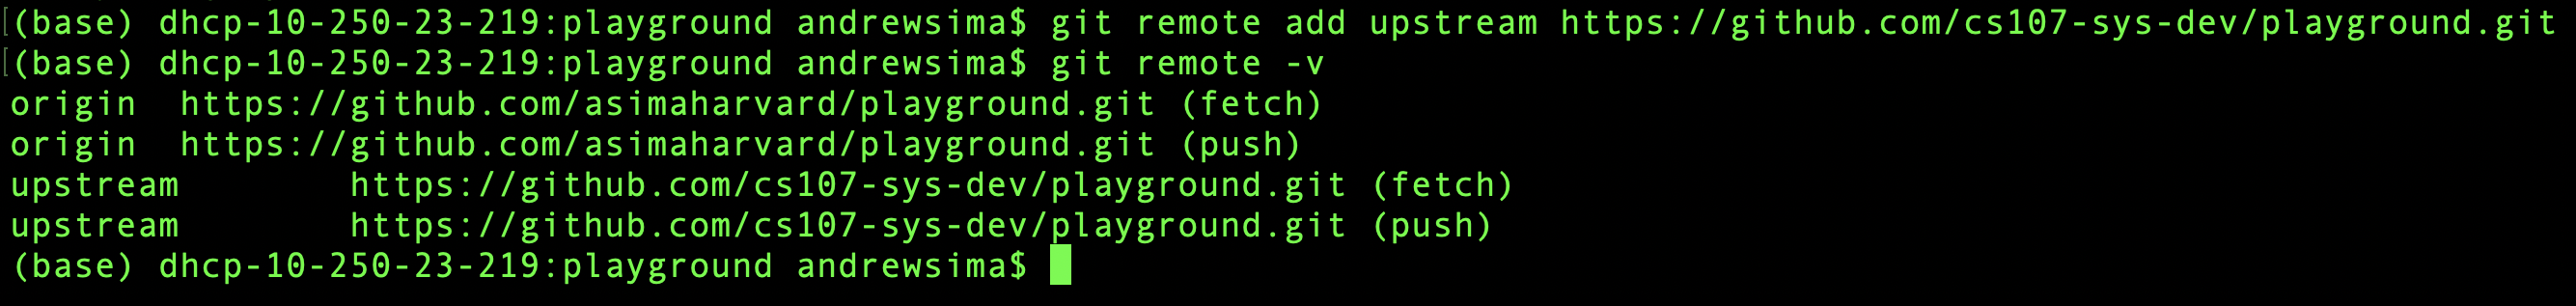 [(base) dhcp-10-250-23-219:playground andrewsima$ git remote add upstream https://github.com/cs107-sys-dev/playground.git
[(base) dhcp-10-250-23-219:playground andrewsima$ git remote -v
origin  https://github.com/asimaharvard/playground.git (fetch)
origin  https://github.com/asimaharvard/playground.git (push)
upstream        https://github.com/cs107-sys-dev/playground.git (fetch)
upstream        https://github.com/cs107-sys-dev/playground.git (push)
(base) dhcp-10-250-23-219:playground andrewsima$